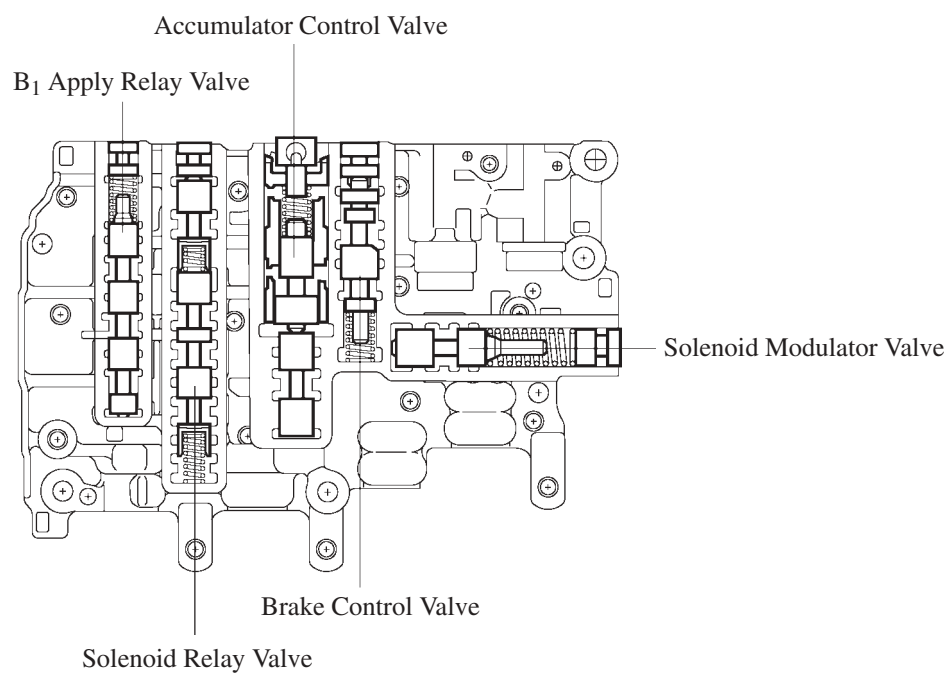 Accumulator Control Valve
B₁ Apply Relay Valve
Solenoid Modulator Valve
Brake Control Valve
Solenoid Relay Valve